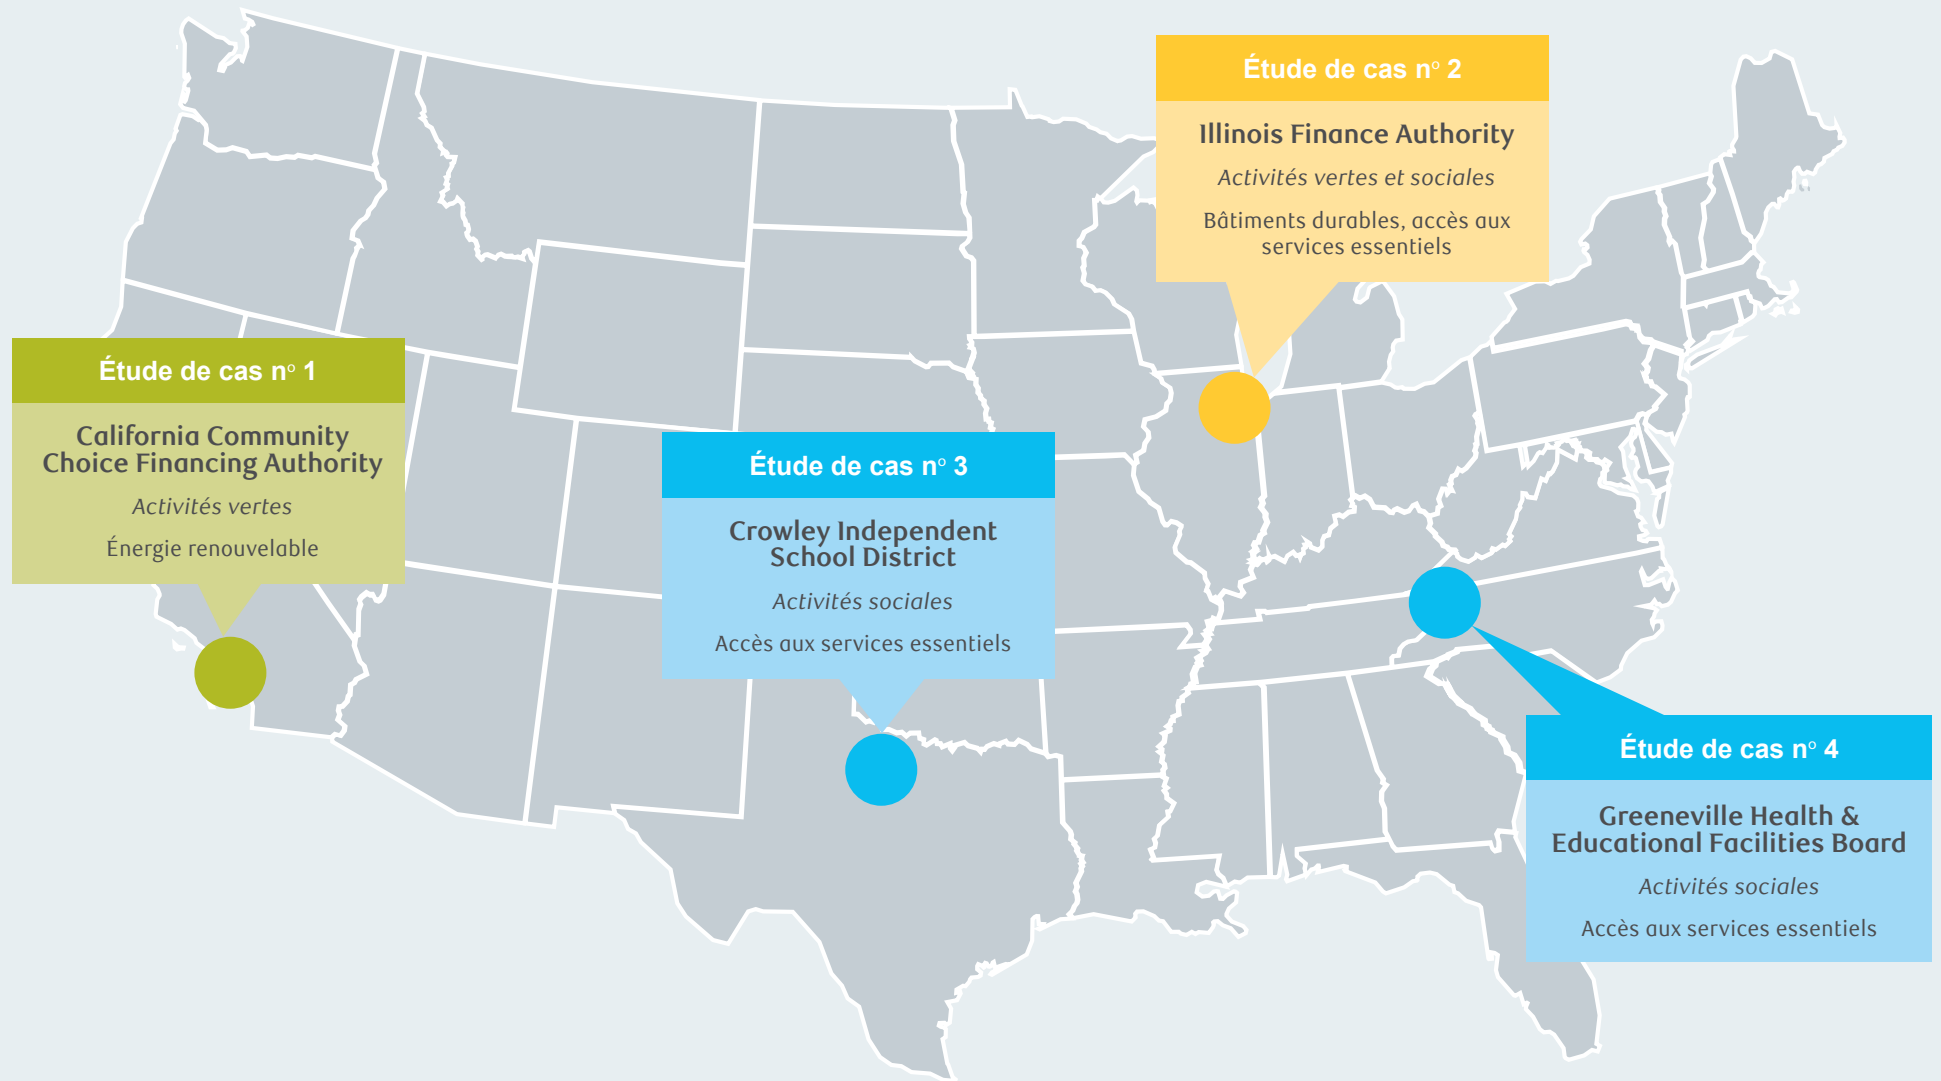 Étude de cas nº 1
California Community
Choice Financing Authority
Activités vertes
Énergie renouvelable
Étude de cas nº 2
Illinois Finance Authority
Activités vertes et sociales
Bâtiments durables, accès aux
services essentiels
Étude de cas nº 3
Crowley Independent
School District
Activités sociales
Accès aux services essentiels
Étude de cas nº 4
Greeneville Health &
Educational Facilities Board
Activités sociales
Accès aux services essentiels